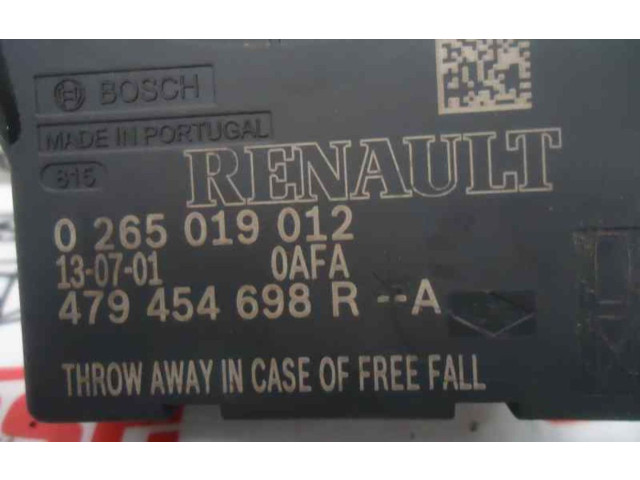 BOSCH
MADE IN PORTUGAL
815
RENAULT
0 265 019 012
13-07-01 0AFA
479 454 698 R --A
THROW AWAY IN CASE OF FREE FALL